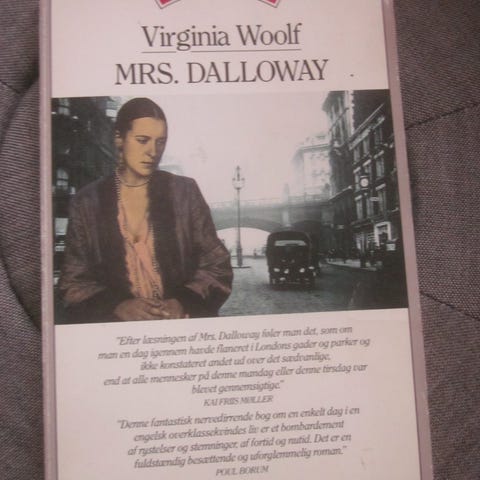 Virginia Woolf
MRS. DALLOWAY
"Efter læsningen af Mrs. Dalloway føler man det, som om
man en dag igennem havde flaneret i Londons gader og parker og
ikke konstateret andet ud over det sædvanlige,
end at alle mennesker på denne mandag eller denne tirsdag var
blevet gennemsigtige."
KAI FRIIS MØLLER
"Denne fantastisk nervedirrende bog om en enkelt dag i en
engelsk overklassekvindes liv er et bombardement
af rystelser og stemninger, af fortid og nutid. Det er en
fuldstændig besættende og uforglemmelig roman."
POUL BORUM